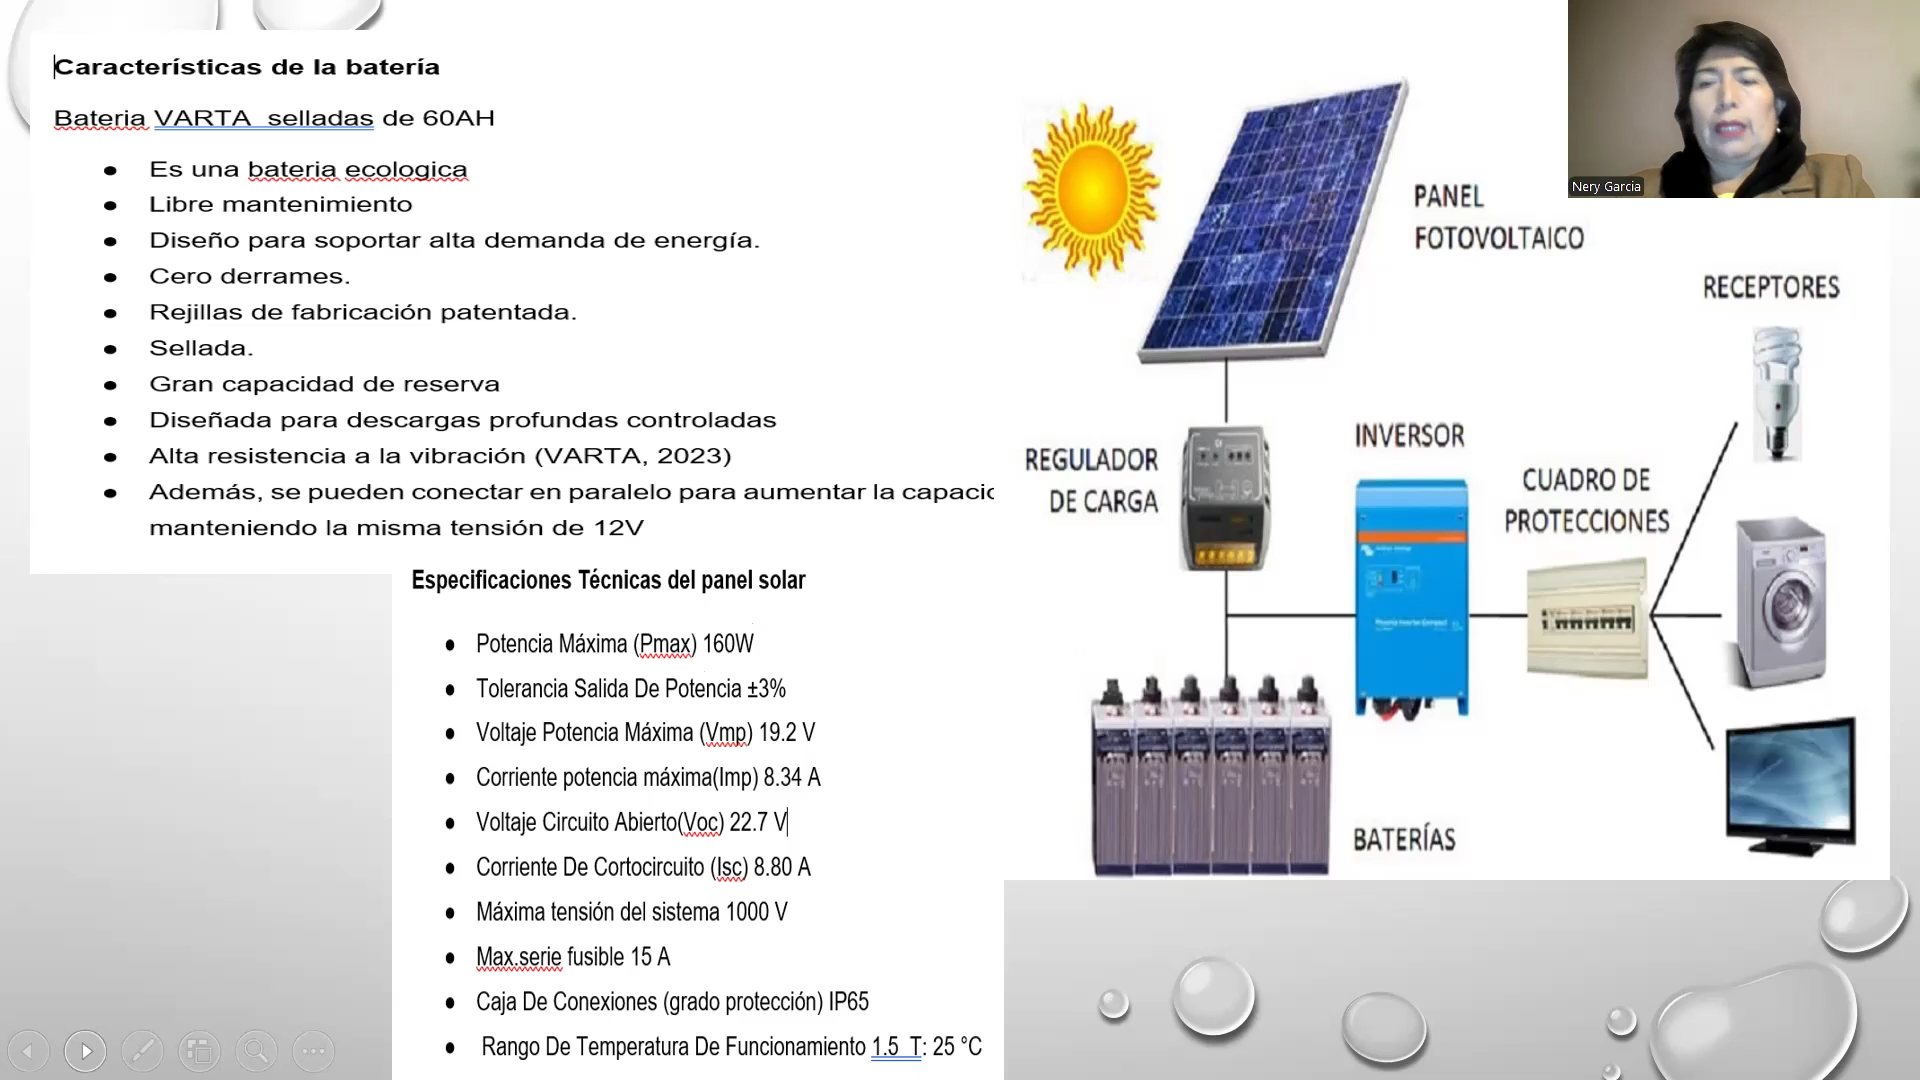 Características de la batería
Bateria VARTA selladas de 60AH
Es una bateria ecologica
Libre mantenimiento
Diseño para soportar alta demanda de energía.
Cero derrames.
Rejillas de fabricación patentada.
Sellada.
Gran capacidad de reserva
Diseñada para descargas profundas controladas
Alta resistencia a la vibración (VARTA, 2023)
Además, se pueden conectar en paralelo para aumentar la
manteniendo la misma tensión de 12V
Especificaciones Técnicas del panel solar
Potencia Máxima (Pmax) 160W
Tolerancia Salida De Potencia ±3%
Voltaje Potencia Máxima (Vmp) 19.2 V
Corriente potencia máxima(Imp) 8.34 A
Voltaje Circuito Abierto(Voc) 22.7 V
Corriente De Cortocircuito (Isc) 8.80 A
Máxima tensión del sistema 1000 V
Max.serie fusible 15 A
Caja De Conexiones (grado protección) IP65
Rango De Temperatura De Funcionamiento 1.5 T: 25 °C
PANEL
FOTOVOLTAICO
RECEPTORES
REGULADOR
DE CARGA
INVERSOR
CUADRO DE
PROTECCIONES
BATERÍAS
Nery Garcia